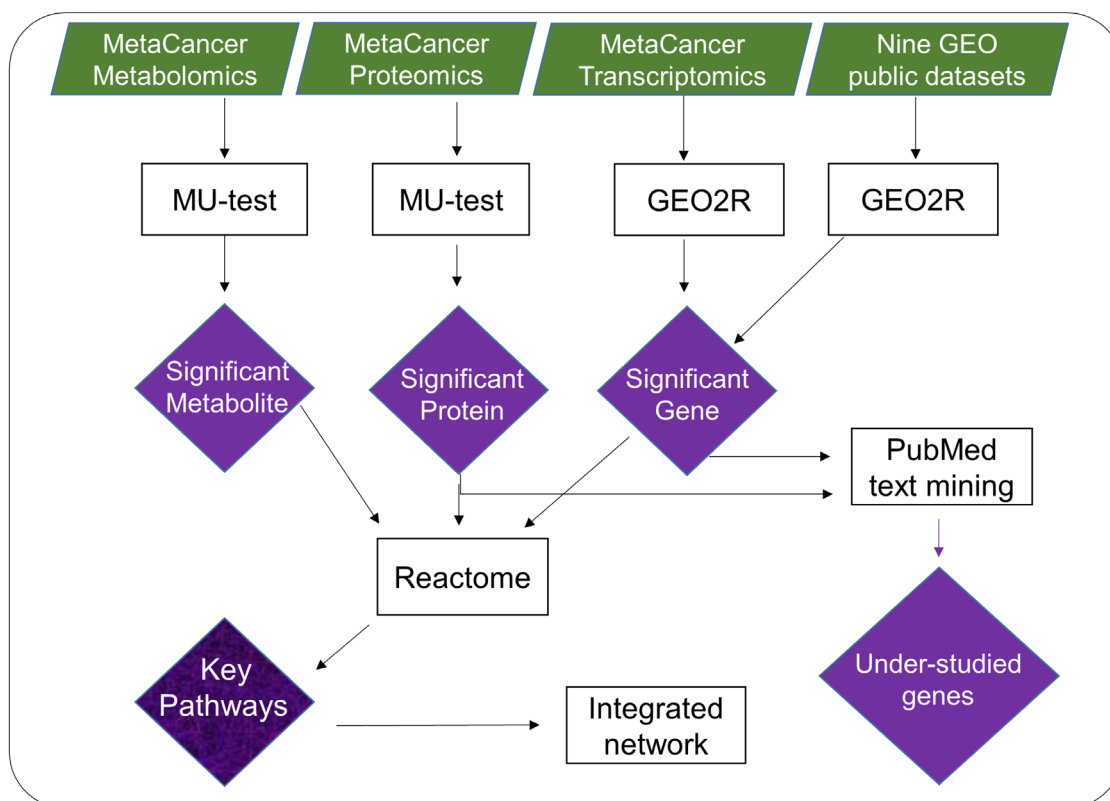 MetaCancer
Metabolomics
MetaCancer
Proteomics
MetaCancer
Transcriptomics
Nine GEO
public datasets
MU-test
MU-test
GEO2R
GEO2R
Significant
Metabolite
Significant
Protein
Significant
Gene
PubMed
text mining
Reactome
Key
Pathways
Integrated
network
Under-studied
genes